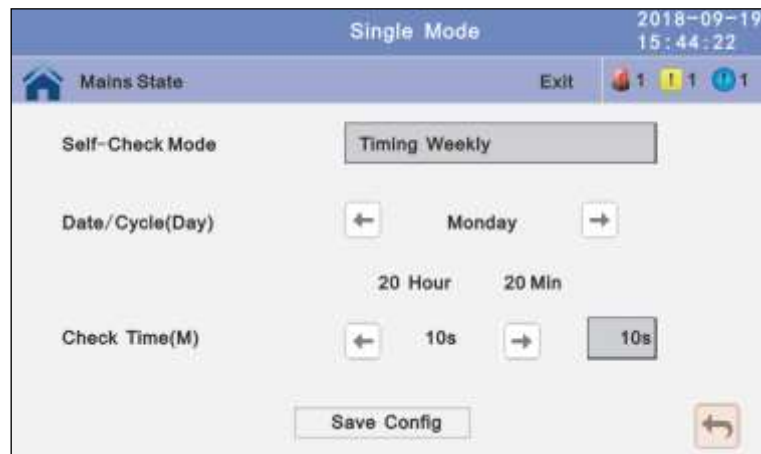 Single Mode
2018-09-19
15:44:22
Mains State Exit 1 ! 1 1
Self-Check Mode Timing Weekly
Date/Cycle(Day) Monday
20 Hour 20 Min
Check Time(M) 10s 10s
Save Config